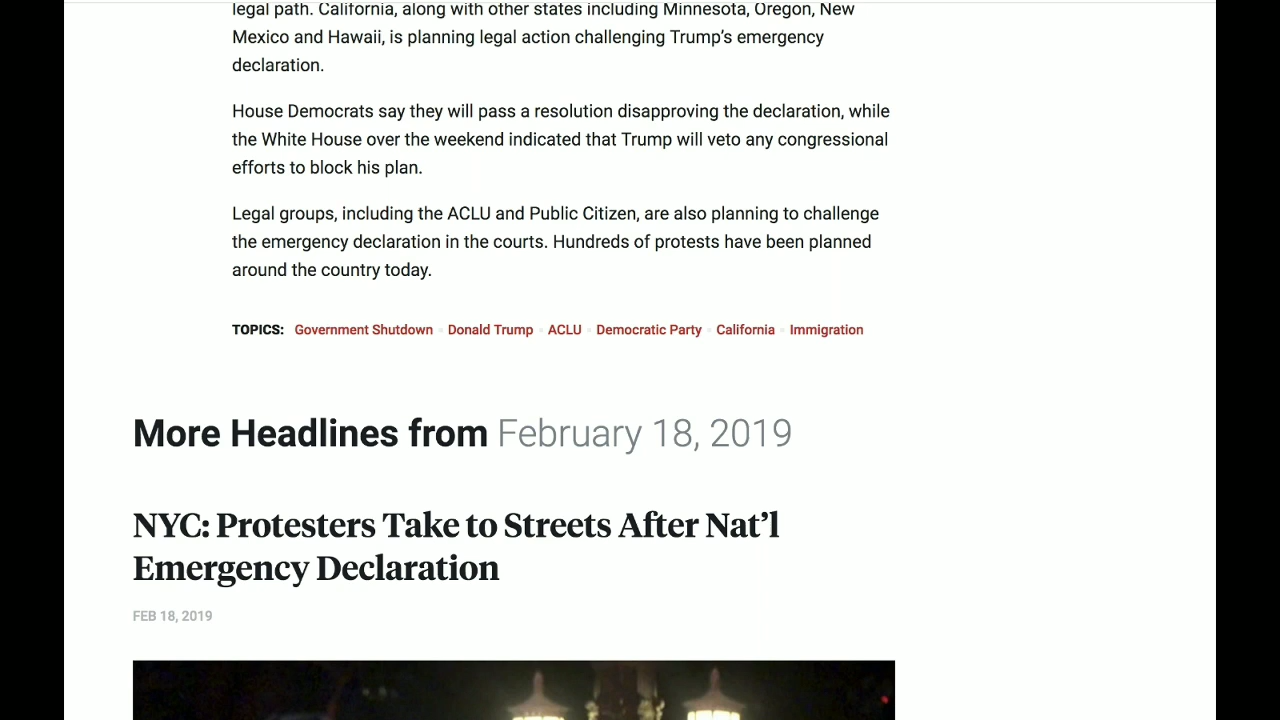 legal path. California, along with other states including Minnesota, Oregon, New
Mexico and Hawaii, is planning legal action challenging Trump’s emergency
declaration.
House Democrats say they will pass a resolution disapproving the declaration, while
the White House over the weekend indicated that Trump will veto any congressional
efforts to block his plan.
Legal groups, including the ACLU and Public Citizen, are also planning to challenge
the emergency declaration in the courts. Hundreds of protests have been planned
around the country today.
TOPICS: Government Shutdown Donald Trump ACLU Democratic Party California Immigration
More Headlines from February 18, 2019
NYC: Protesters Take to Streets After Nat’l
Emergency Declaration
FEB 18, 2019